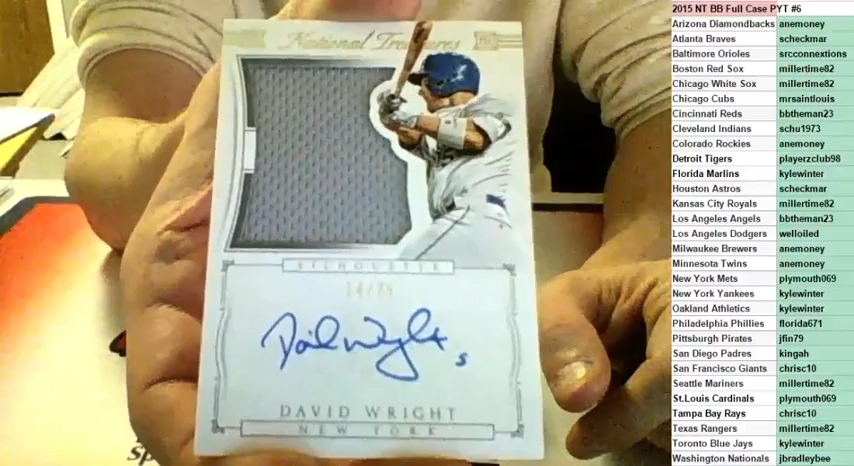 National Treasures
SILHOUETTE
David Wright 5
DAVID WRIGHT
NEW YORK
2015 NT BB Full Case PYT #6
Arizona Diamondbacks anemoney
Atlanta Braves scheckmar
Baltimore Orioles srcconnextions
Boston Red Sox millertime82
Chicago White Sox millertime82
Chicago Cubs mrsaintlouis
Cincinnati Reds bbtheman23
Cleveland Indians schu1973
Colorado Rockies anemoney
Detroit Tigers playerzclub98
Florida Marlins kylewinter
Houston Astros scheckmar
Kansas City Royals millertime82
Los Angeles Angels bbtheman23
Los Angeles Dodgers welloiled
Milwaukee Brewers anemoney
Minnesota Twins anemoney
New York Mets plymouth069
New York Yankees kylewinter
Oakland Athletics kylewinter
Philadelphia Phillies florida671
Pittsburgh Pirates jfin79
San Diego Padres kingah
San Francisco Giants chrisc10
Seattle Mariners millertime82
St.Louis Cardinals plymouth069
Tampa Bay Rays chrisc10
Texas Rangers millertime82
Toronto Blue Jays kylewinter
Washington Nationals jbradleybee